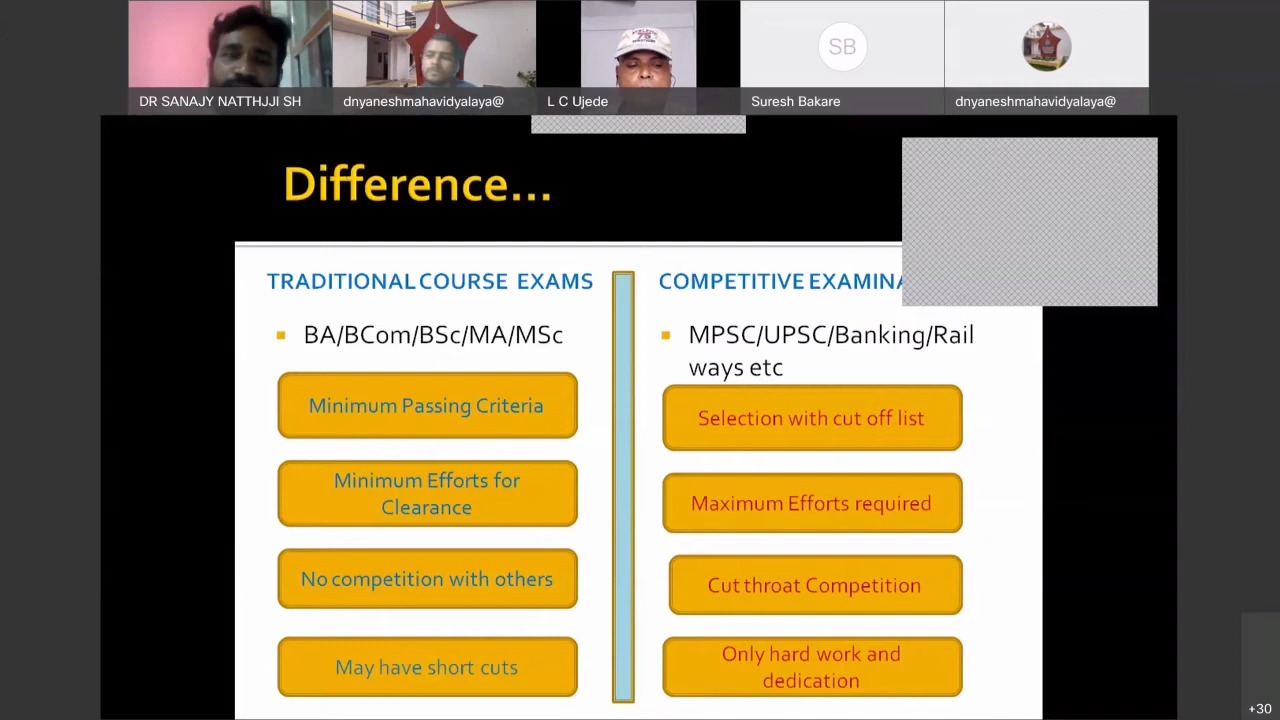 DR SANAJY NATTHJJI SH
dnyaneshmahavidyalaya@
L C Ujede
SB
Suresh Bakare
dnyaneshmahavidyalaya@
Difference...
TRADITIONAL COURSE EXAMS
BA/BCom/BSc/MA/MSc
Minimum Passing Criteria
Minimum Efforts for
Clearance
No competition with others
May have short cuts
COMPETITIVE EXAMINA
MPSC/UPSC/Banking/Rail
ways etc
Selection with cut off list
Maximum Efforts required
Cut throat Competition
Only hard work and
dedication
+30